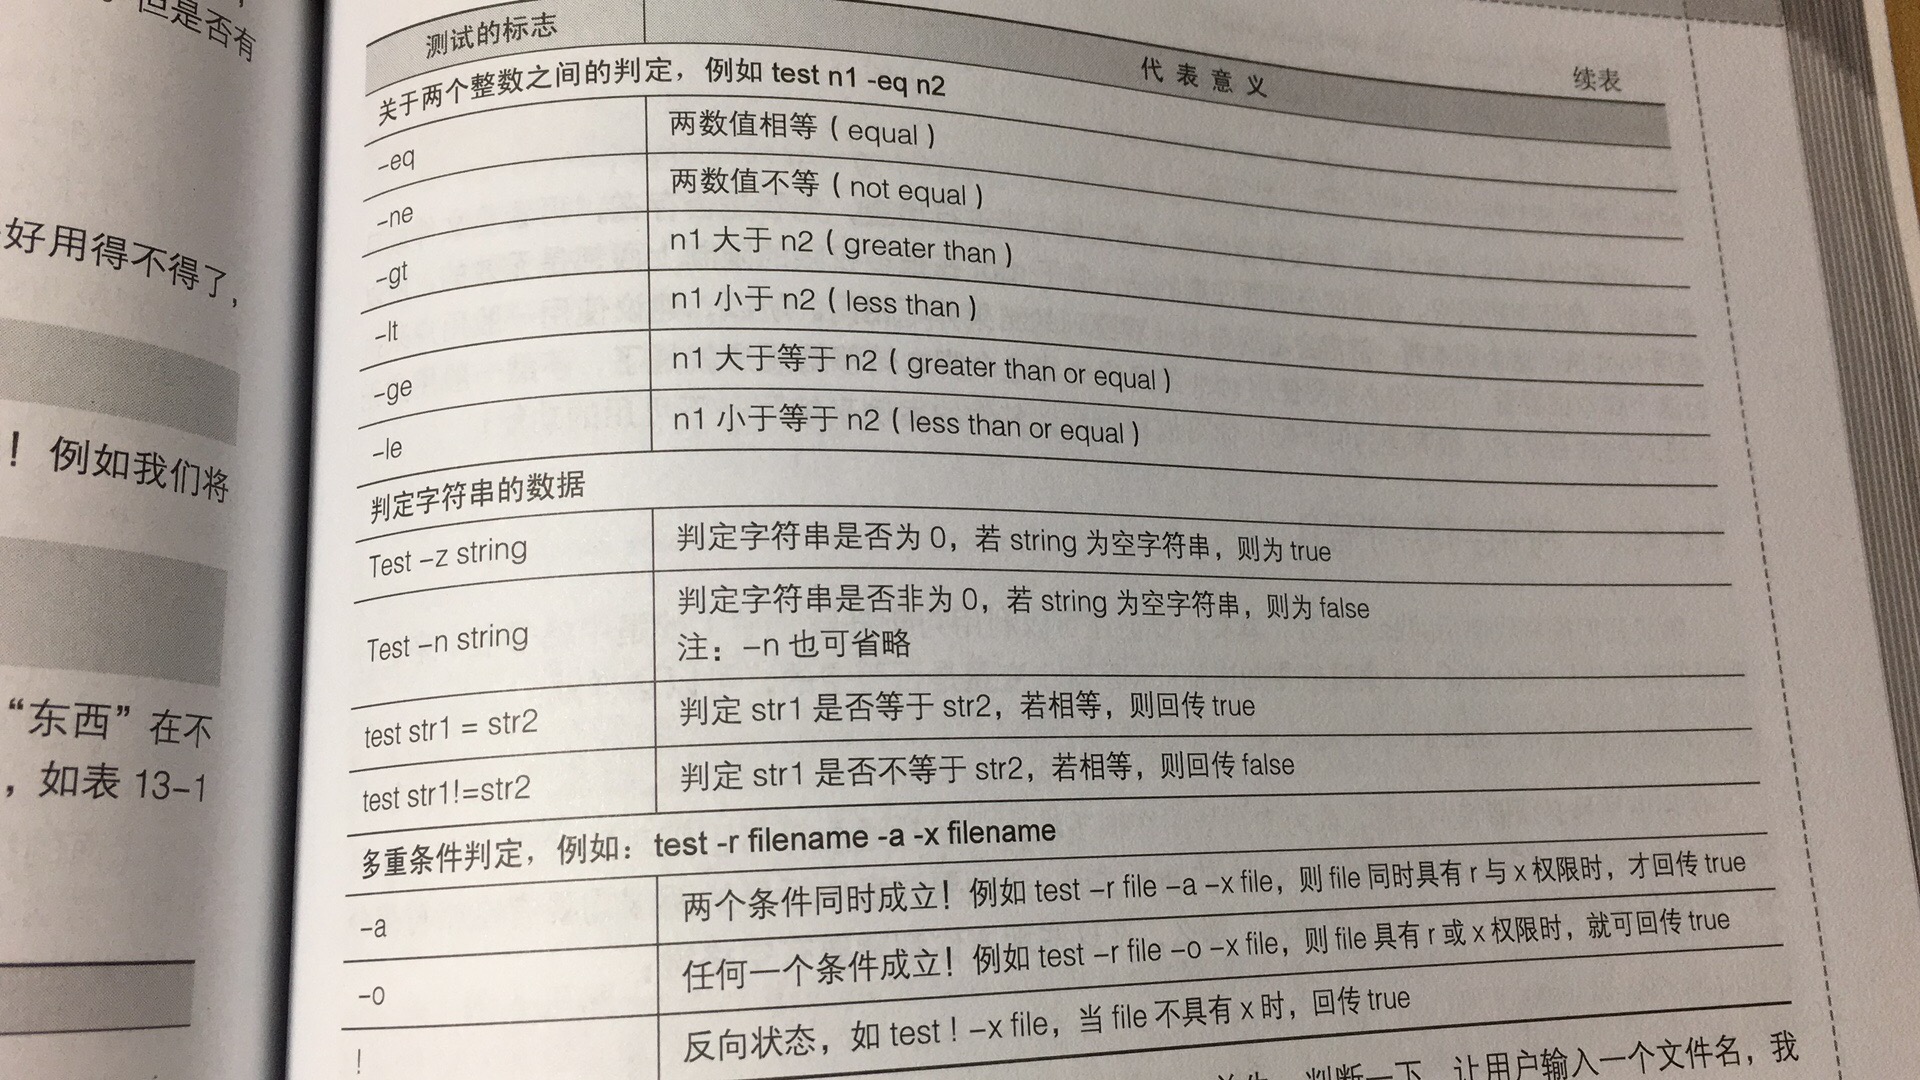 但是否有
好用得不得了，
！例如我们将
“东西”在不
，如表 13-1
续表
测试的标志 代表意义
关于两个整数之间的判定，例如 test n1 -eq n2
-eq 两数值相等（equal）
-ne 两数值不等（not equal）
-gt n1 大于 n2（greater than）
-lt n1 小于 n2（less than）
-ge n1 大于等于 n2（greater than or equal）
-le n1 小于等于 n2（less than or equal）
判定字符串的数据
Test -z string 判定字符串是否为 0，若 string 为空字符串，则为 true
Test -n string 判定字符串是否非为 0，若 string 为空字符串，则为 false
注：-n 也可省略
test str1 = str2 判定 str1 是否等于 str2，若相等，则回传 true
test str1!=str2 判定 str1 是否不等于 str2，若相等，则回传 false
多重条件判定，例如：test -r filename -a -x filename
-a 两个条件同时成立！例如 test -r file -a -x file，则 file 同时具有 r 与 x 权限时，才回传 true
-o 任何一个条件成立！例如 test -r file -o -x file，则 file 具有 r 或 x 权限时，就可回传 true
! 反向状态，如 test ! -x file，当 file 不具有 x 时，回传 true
判断一下，让用户输入一个文件名，我